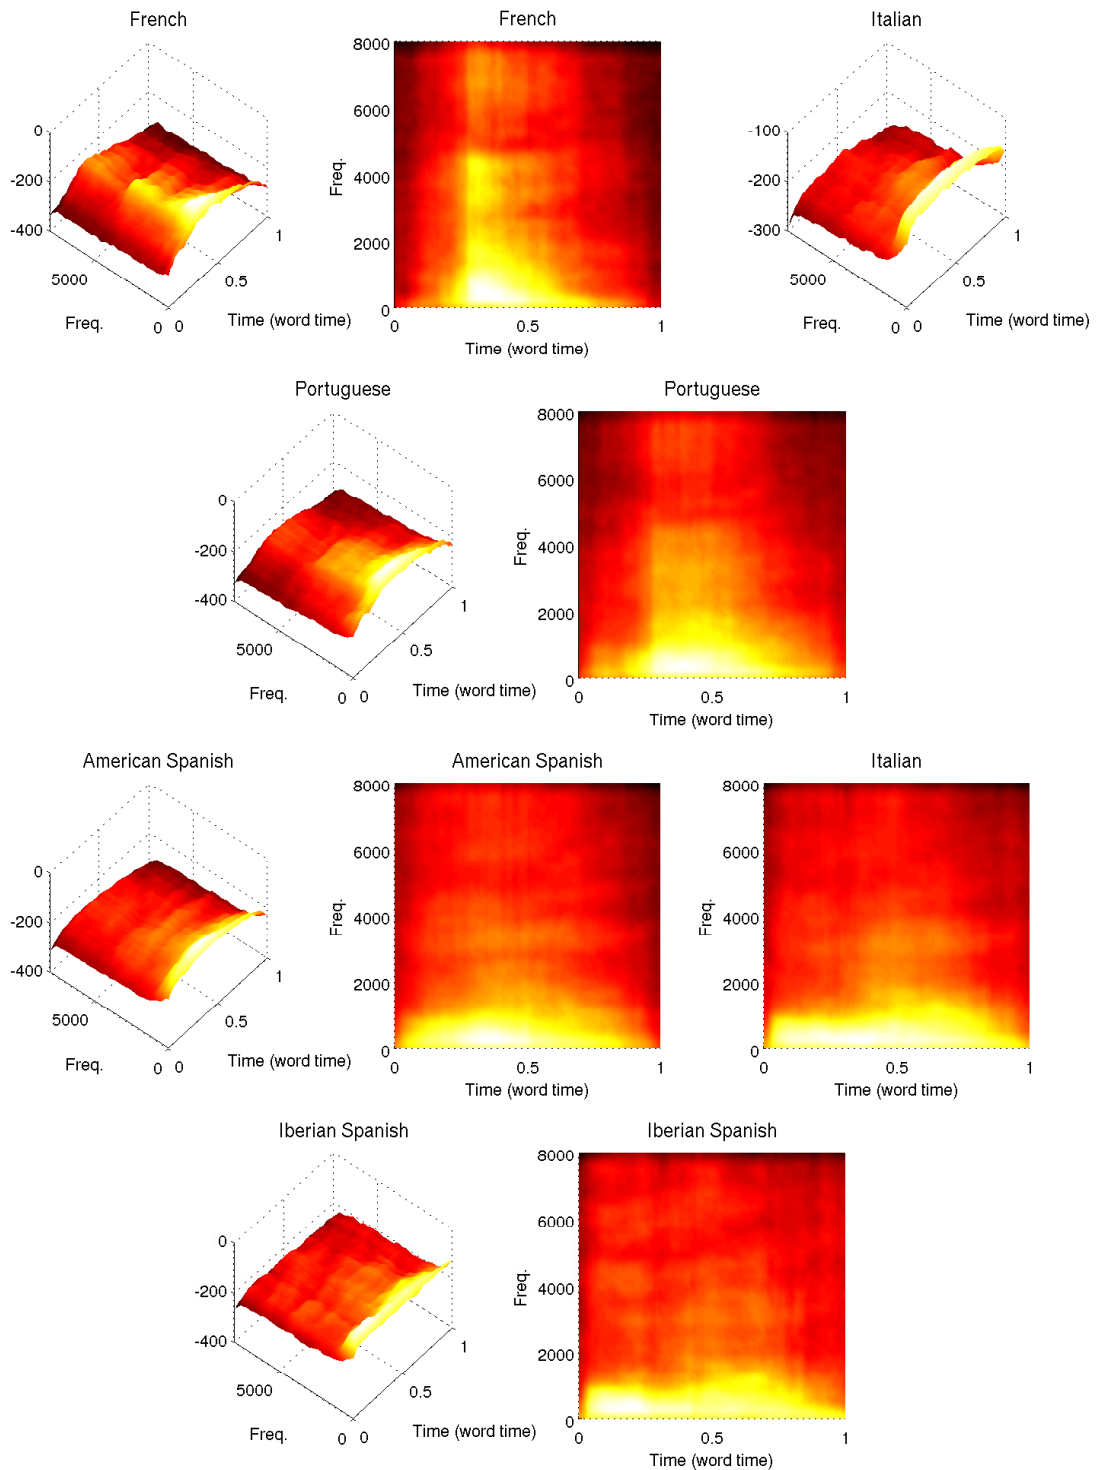 French
French
Italian
0
-200
-400
5000
0
0
0.5
1
Freq.
Time (word time)
8000
6000
4000
2000
0
Freq.
0
0.5
1
Time (word time)
-100
-200
-300
5000
0
0
0.5
1
Freq.
Time (word time)
Portuguese
Portuguese
0
-200
-400
5000
0
0
0.5
1
Freq.
Time (word time)
8000
6000
4000
2000
0
Freq.
0
0.5
1
Time (word time)
American Spanish
American Spanish
Italian
0
-200
-400
5000
0
0
0.5
1
Freq.
Time (word time)
8000
6000
4000
2000
0
Freq.
0
0.5
1
Time (word time)
8000
6000
4000
2000
0
Freq.
0
0.5
1
Time (word time)
Iberian Spanish
Iberian Spanish
0
-200
-400
5000
0
0
0.5
1
Freq.
Time (word time)
8000
6000
4000
2000
0
Freq.
0
0.5
1
Time (word time)